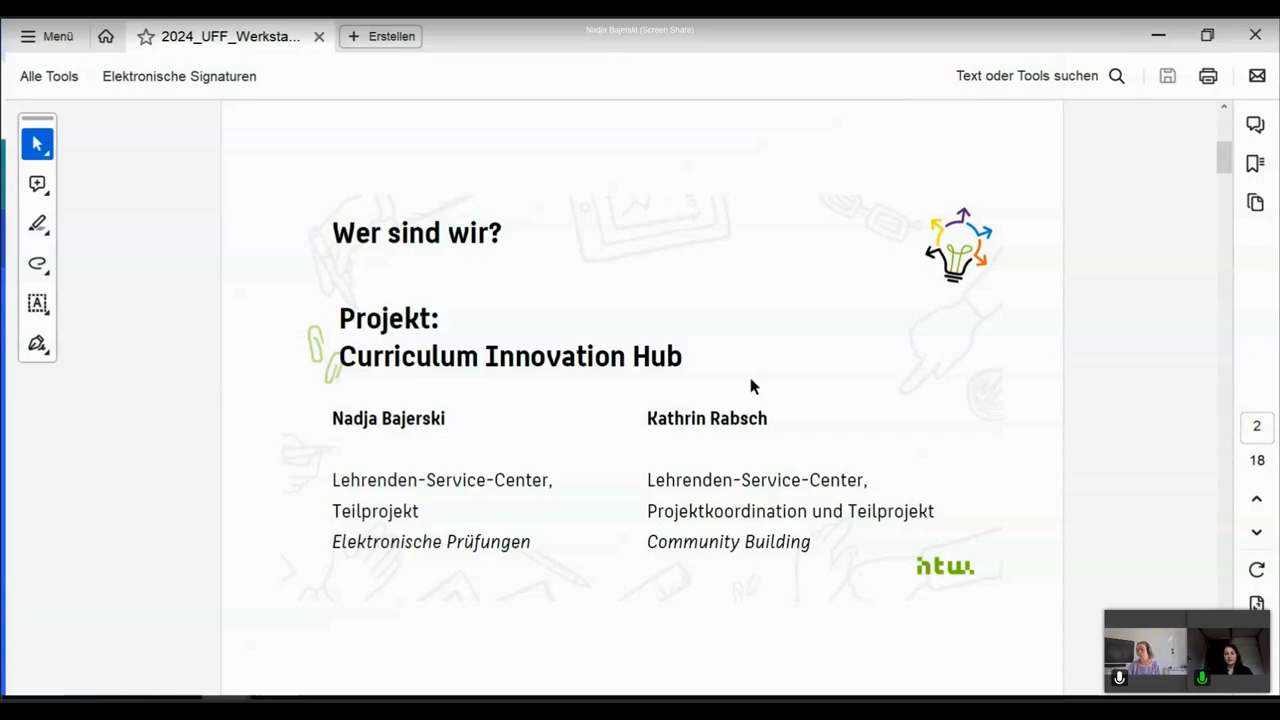 Nadja Bajerski (Screen Share)
Menü
2024_UFF_Werksta...
Erstellen
Alle Tools
Elektronische Signaturen
Text oder Tools suchen
Wer sind wir?
Projekt:
Curriculum Innovation Hub
Nadja Bajerski
Kathrin Rabsch
Lehrenden-Service-Center,
Teilprojekt
Elektronische Prüfungen
Lehrenden-Service-Center,
Projektkoordination und Teilprojekt
Community Building
htw.
2
18